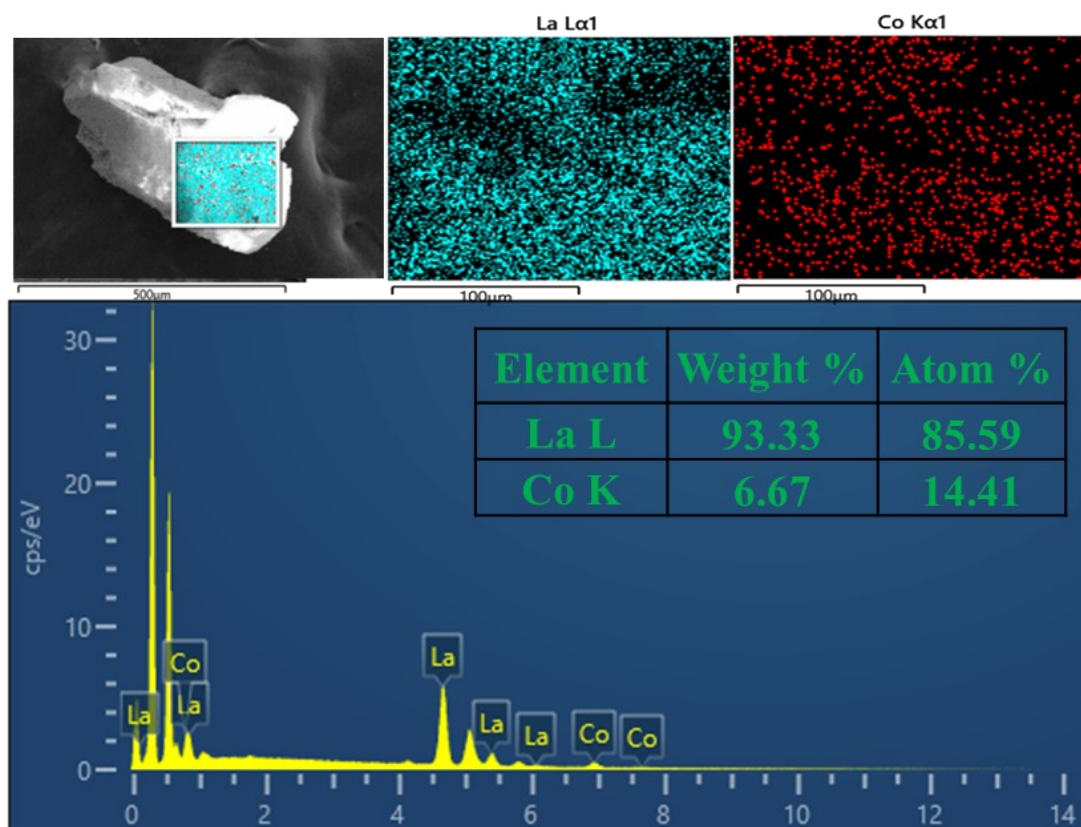 La Lα1
Co Kα1
500µm
100µm
100µm
30
20
10
0
cps/eV
Element Weight % Atom %
La L 93.33 85.59
Co K 6.67 14.41
La
Co
La
La
La
La
Co
Co
0 2 4 6 8 10 12 14